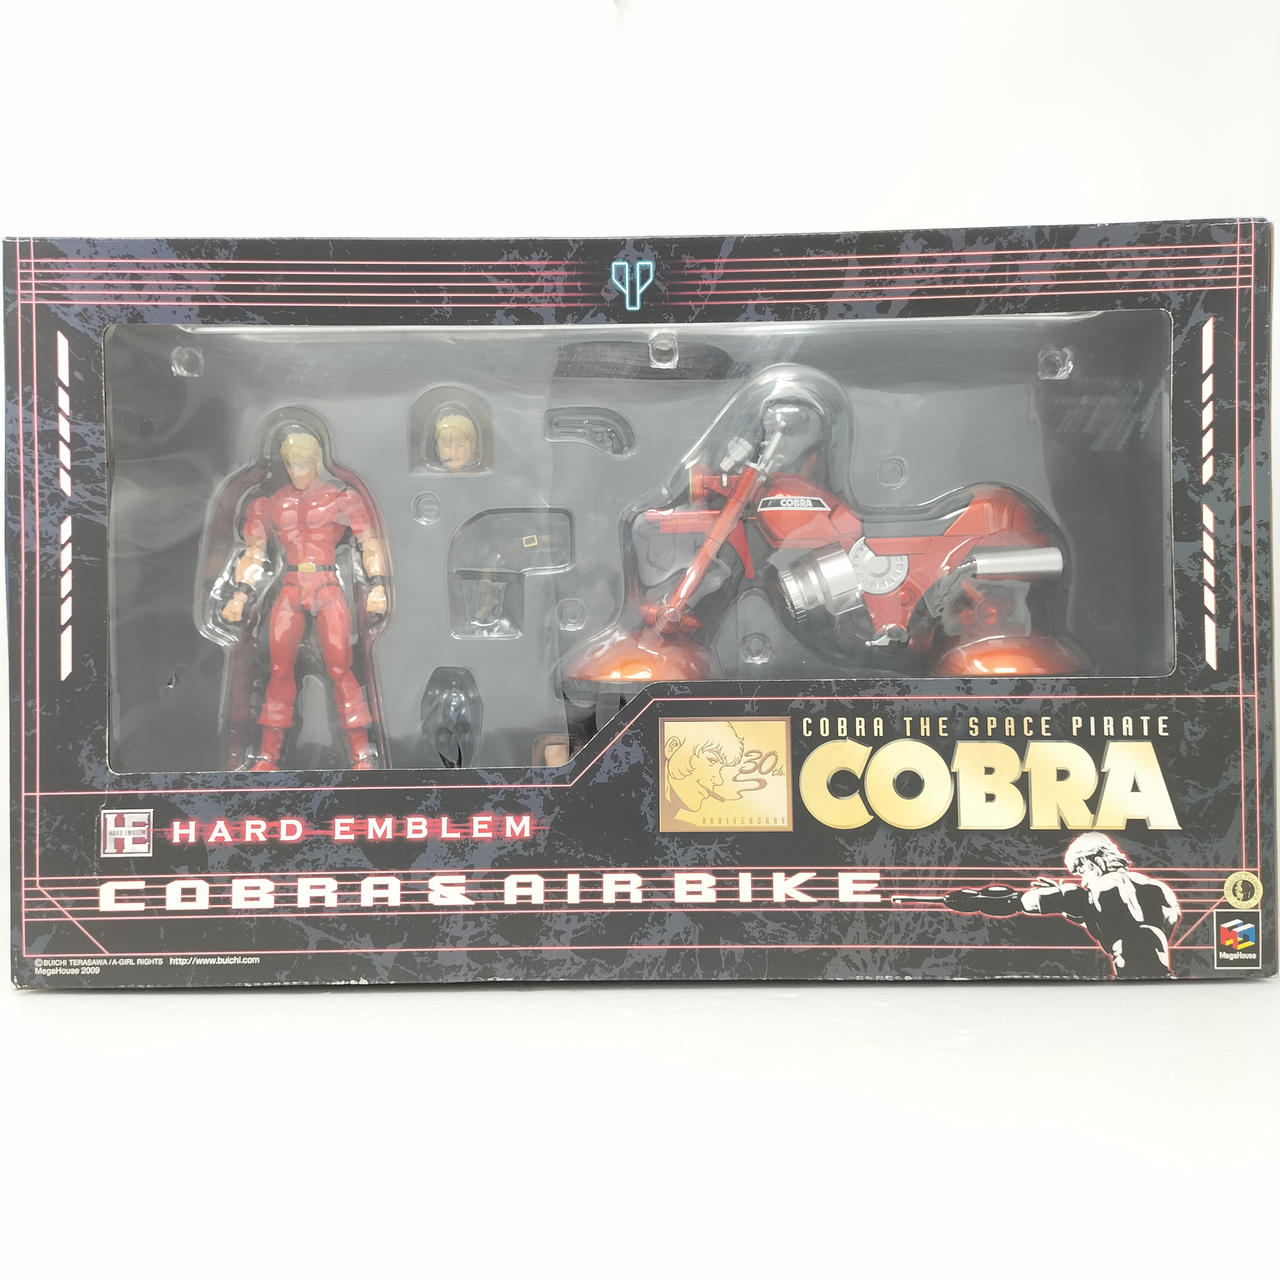 COBRA
COBRA THE SPACE PIRATE
30th
ANNIVERSARY
COBRA
HARD EMBLEM
HARD EMBLEM
COBRA & AIR BIKE
©BUICHI TERASAWA/A-GIRL RIGHTS http://www.buichi.com
MegaHouse 2009
MegaHouse